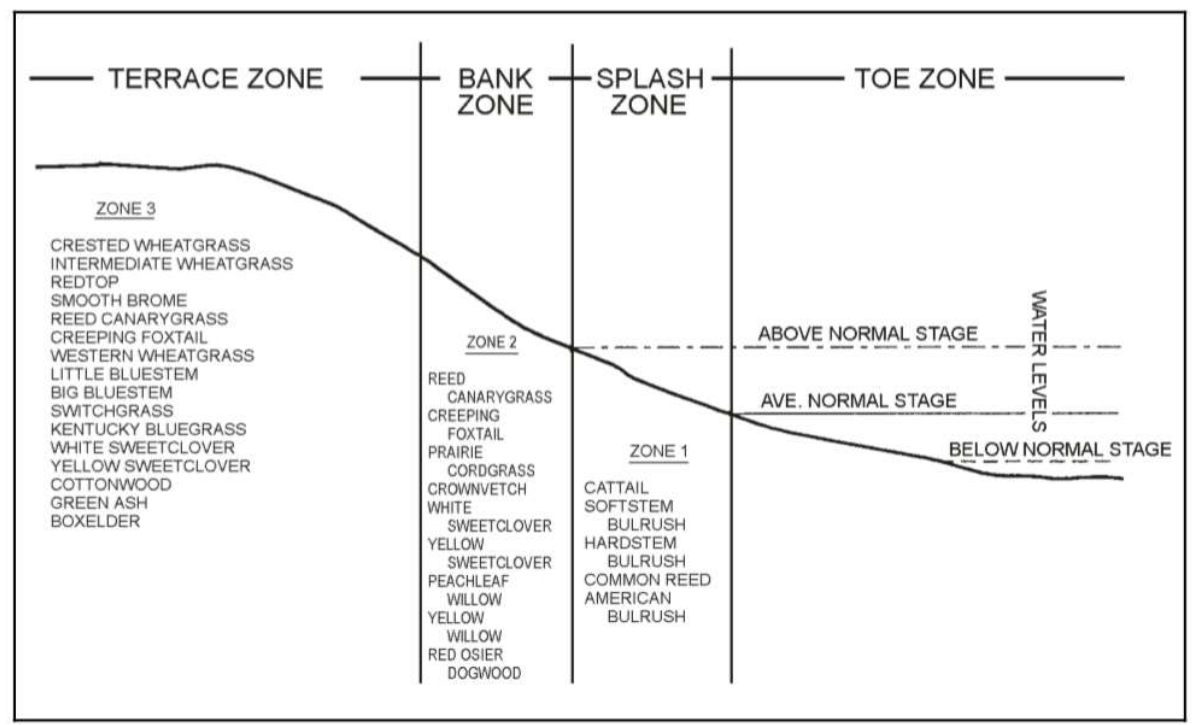 TERRACE ZONE
BANK
ZONE
SPLASH
ZONE
TOE ZONE
ZONE 3
CRESTED WHEATGRASS
INTERMEDIATE WHEATGRASS
REDTOP
SMOOTH BROME
REED CANARYGRASS
CREEPING FOXTAIL
WESTERN WHEATGRASS
LITTLE BLUESTEM
BIG BLUESTEM
SWITCHGRASS
KENTUCKY BLUEGRASS
WHITE SWEETCLOVER
YELLOW SWEETCLOVER
COTTONWOOD
GREEN ASH
BOXELDER
ZONE 2
REED
CANARYGRASS
CREEPING
FOXTAIL
PRAIRIE
CORDGRASS
CROWNVETCH
WHITE
SWEETCLOVER
YELLOW
SWEETCLOVER
PEACHLEAF
WILLOW
YELLOW
WILLOW
RED OSIER
DOGWOOD
ZONE 1
CATTAIL
SOFTSTEM
BULRUSH
HARDSTEM
BULRUSH
COMMON REED
AMERICAN
BULRUSH
ABOVE NORMAL STAGE
AVE. NORMAL STAGE
BELOW NORMAL STAGE
WATER LEVELS